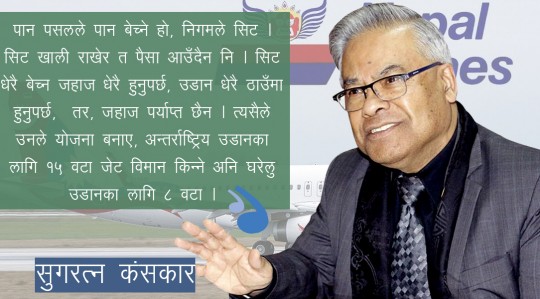 पान पसलले पान बेच्ने हो, निगमले सिट ।
सिट खाली राखेर त पैसा आउँदैन नि । सिट
धेरै बेच्न जहाज धेरै हुनुपर्छ, उडान धेरै ठाउँमा
हुनुपर्छ, तर, जहाज पर्याप्त छैन । त्यसैले
उनले योजना बनाए, अन्तर्राष्ट्रिय उडानका
लागि १५ वटा जेट विमान किन्ने अनि घरेलु
उडानका लागि ८ वटा ।
सुगरत्न कंसकार